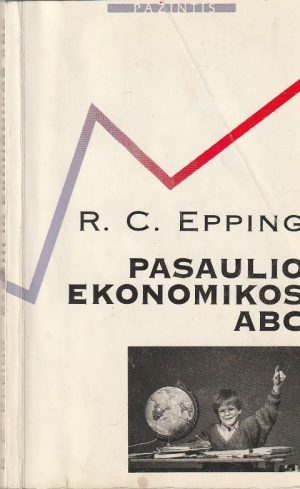 PAŽINTIS
R. C. EPPING
PASAULIO
EKONOMIKOS
ABC